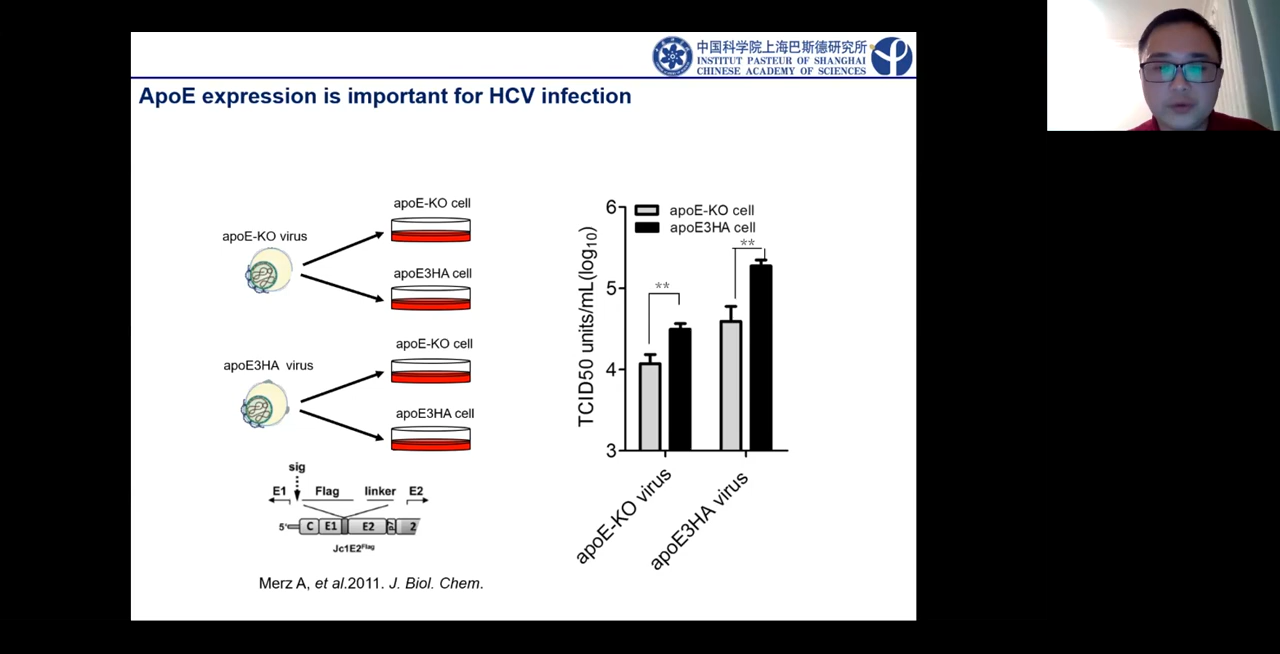 中国科学院上海巴斯德研究所
INSTITUT PASTEUR OF SHANGHAI
CHINESE ACADEMY OF SCIENCES
ApoE expression is important for HCV infection
apoE-KO virus
apoE-KO cell
apoE3HA cell
apoE3HA virus
apoE-KO cell
apoE3HA cell
sig
E1 Flag linker E2
5' C E1 E2 p7 2
Jc1E2Flag
Merz A, et al.2011. J. Biol. Chem.
TCID50 units/mL(log10)
6
5
4
3
apoE-KO cell
apoE3HA cell
**
**
apoE-KO virus
apoE3HA virus